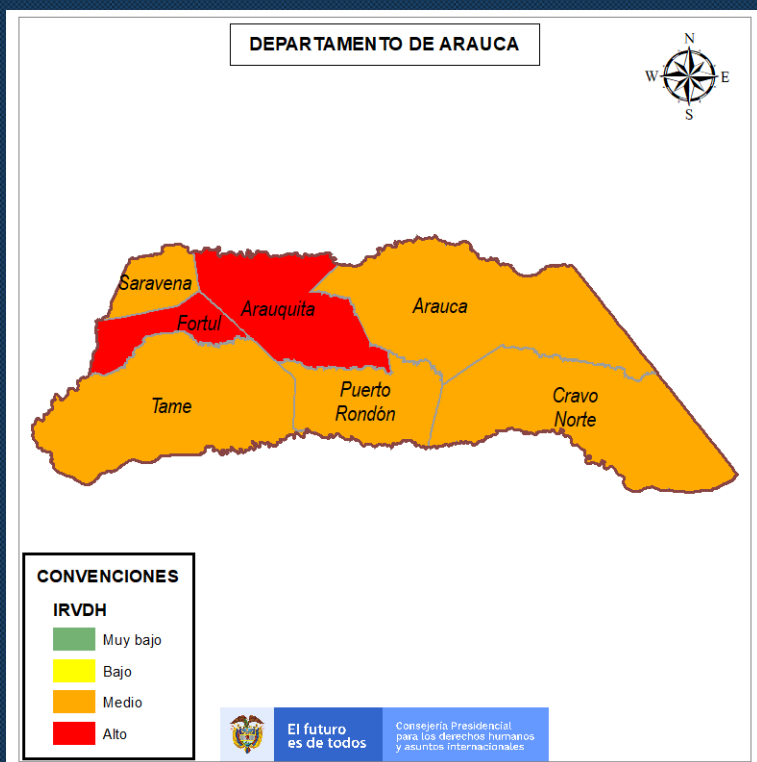 DEPARTAMENTO DE ARAUCA
N
W
E
S
Saravena
Arauquita
Arauca
Fortul
Tame
Puerto
Rondón
Cravo
Norte
CONVENCIONES
IRVDH
Muy bajo
Bajo
Medio
Alto
El futuro
es de todos
Consejería Presidencial
para los derechos humanos
y asuntos internacionales